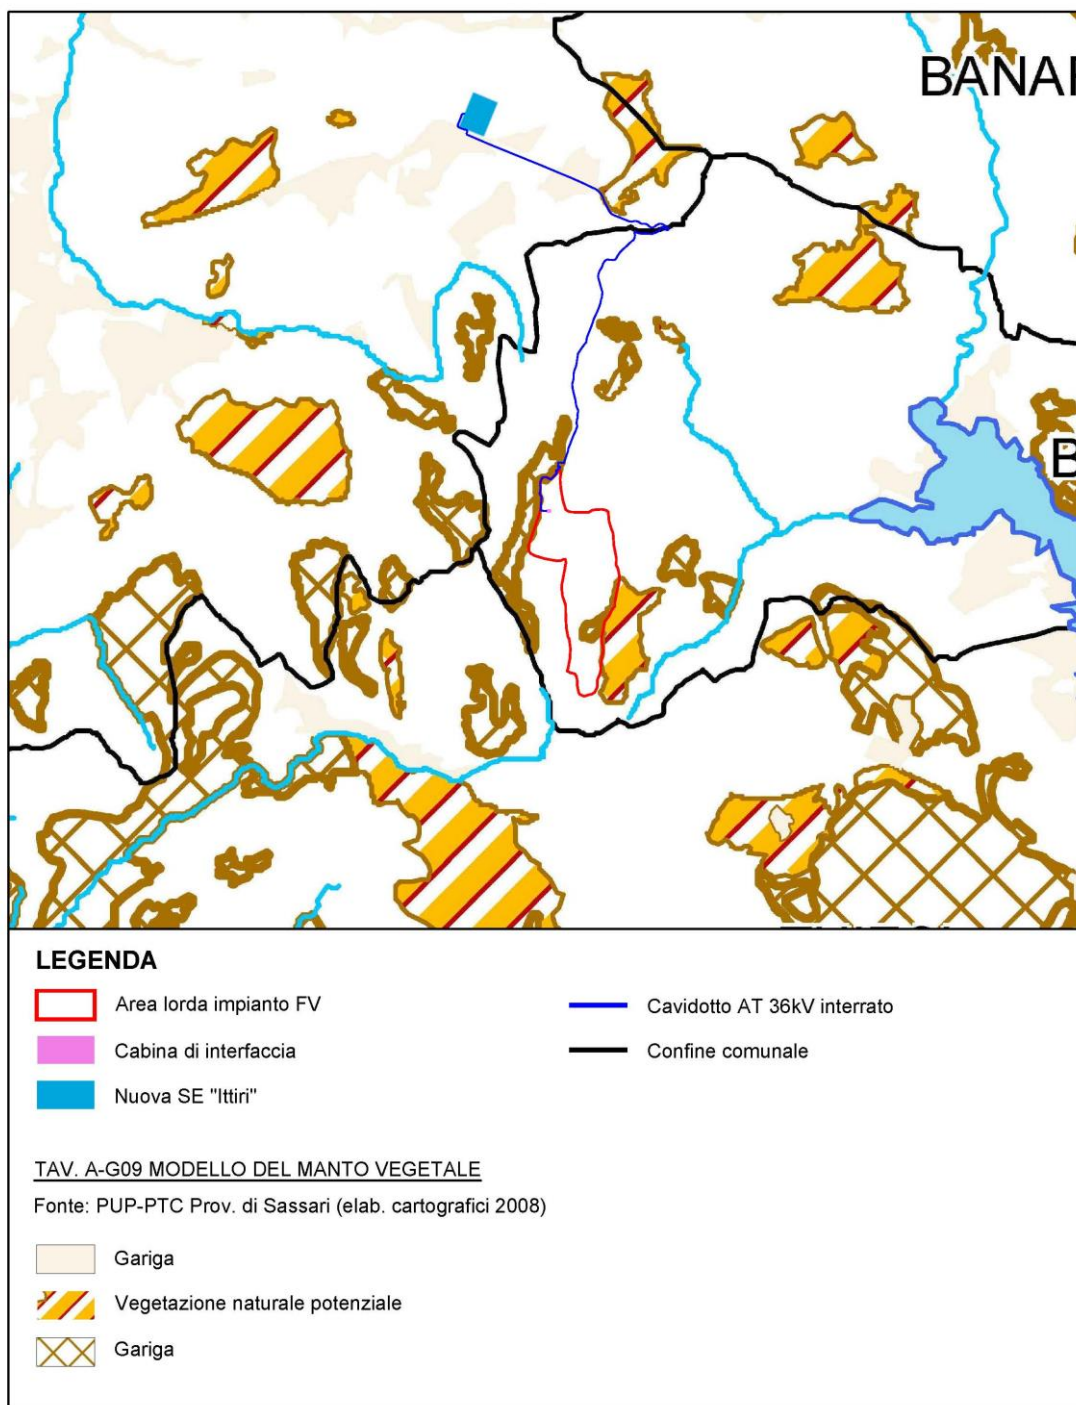 BANAR
B
LEGENDA
Area lorda impianto FV
Cavidotto AT 36kV interrato
Cabina di interfaccia
Confine comunale
Nuova SE "Ittiri"
TAV. A-G09 MODELLO DEL MANTO VEGETALE
Fonte: PUP-PTC Prov. di Sassari (elab. cartografici 2008)
Gariga
Vegetazione naturale potenziale
Gariga